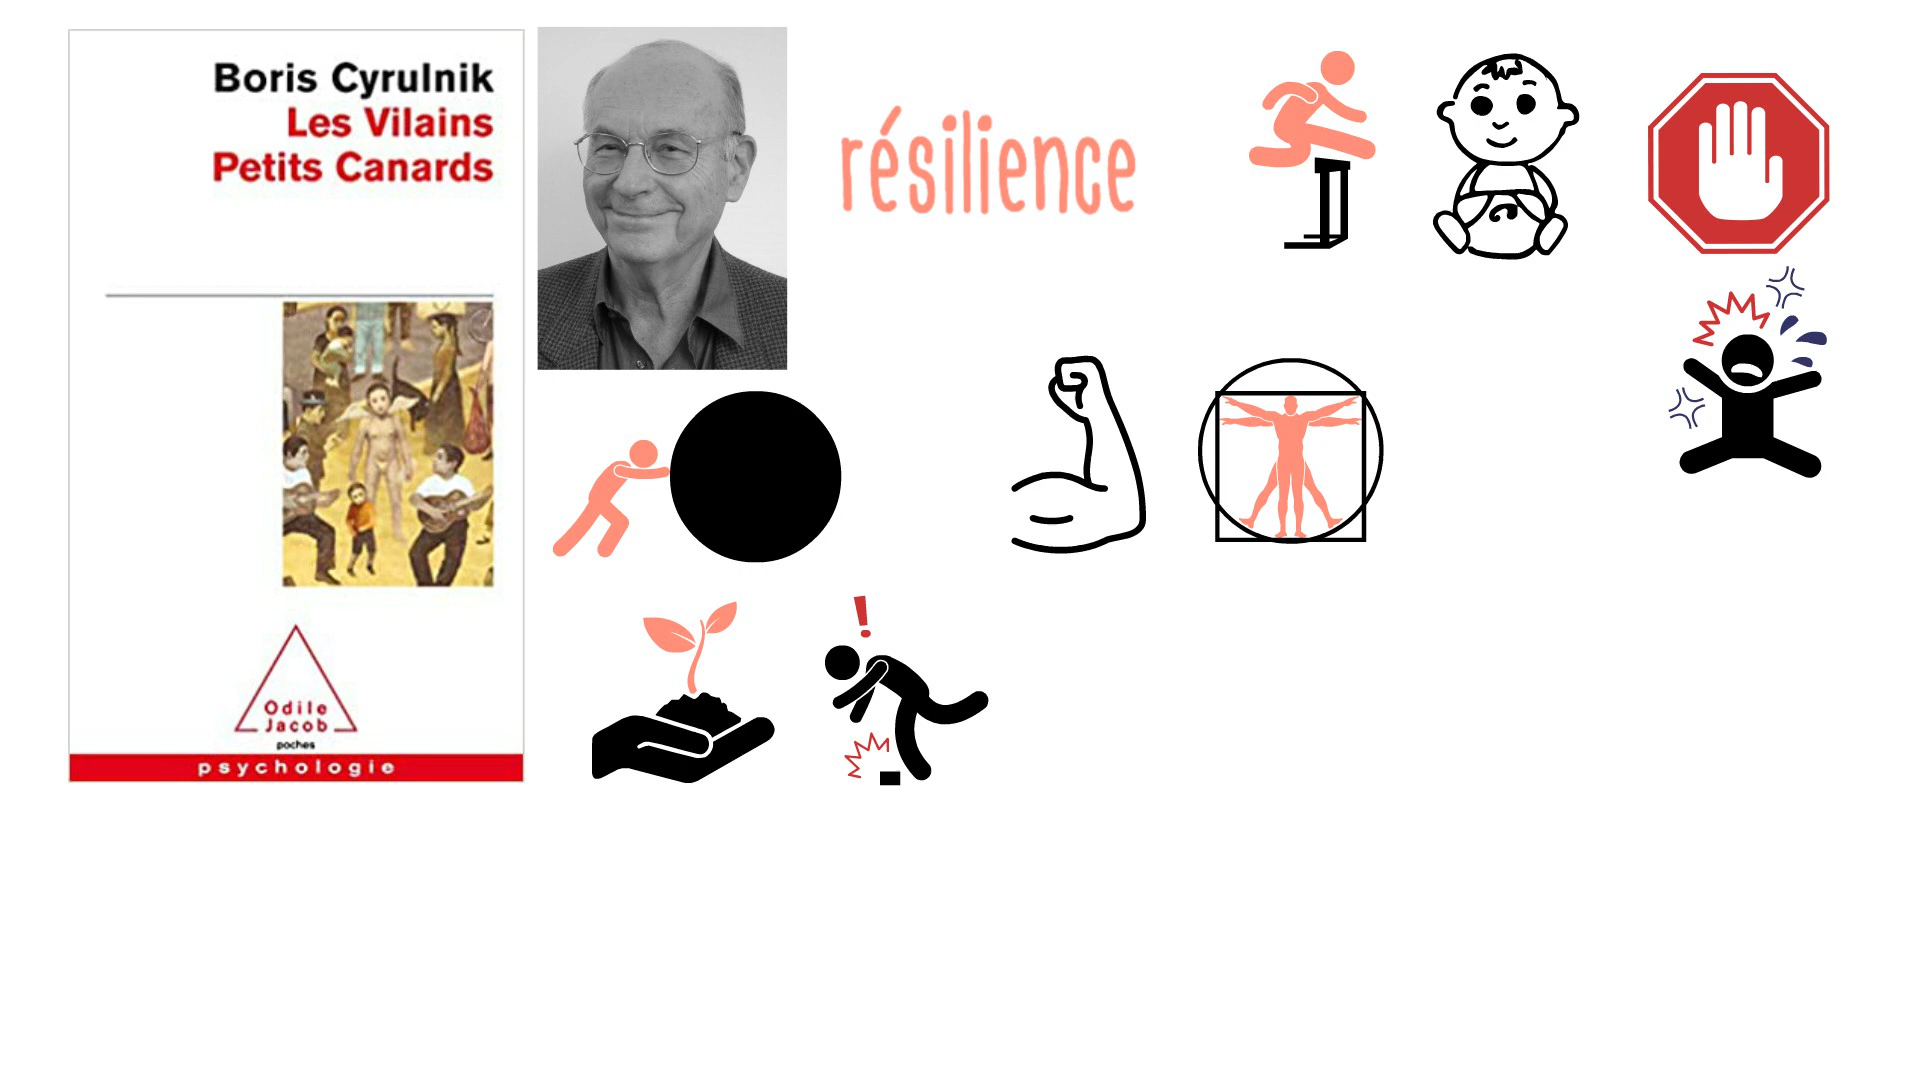 Boris Cyrulnik
Les Vilains
Petits Canards
résilience
!
Odile
Jacob
poches
psychologie